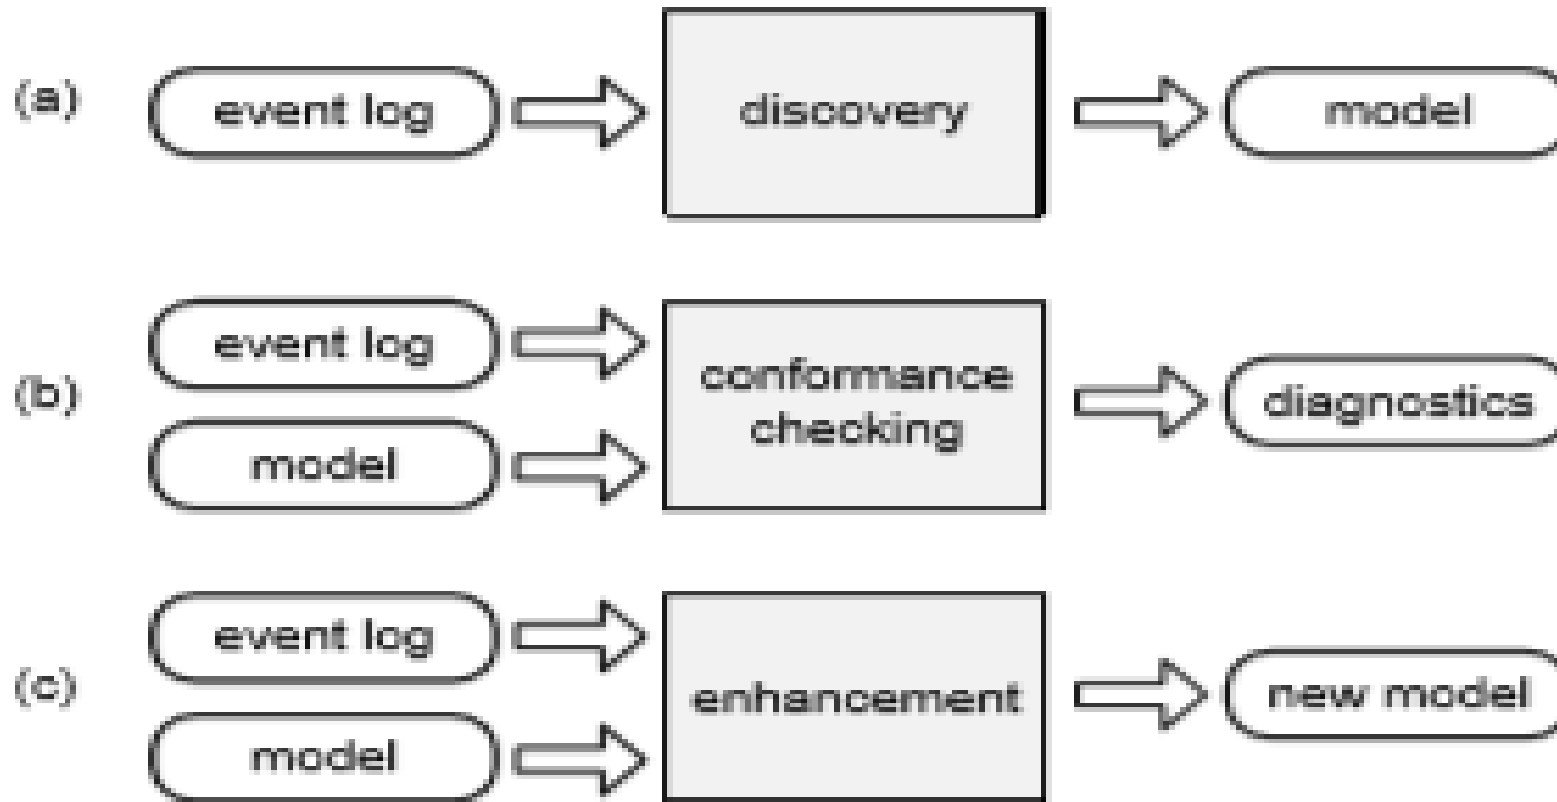 (a)
event log
discovery
model
(b)
event log
model
conformance
checking
diagnostics
(c)
event log
model
enhancement
new model